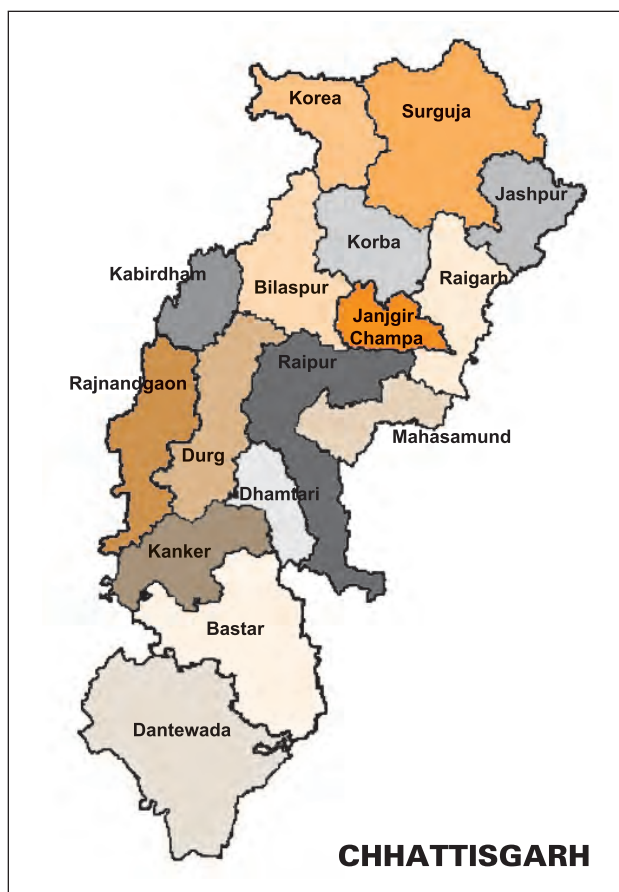 Korea
Surguja
Jashpur
Korba
Kabirdham
Bilaspur
Raigarh
Janjgir
Champa
Raipur
Rajnandgaon
Mahasamund
Durg
Dhamtari
Kanker
Bastar
Dantewada
CHHATTISGARH